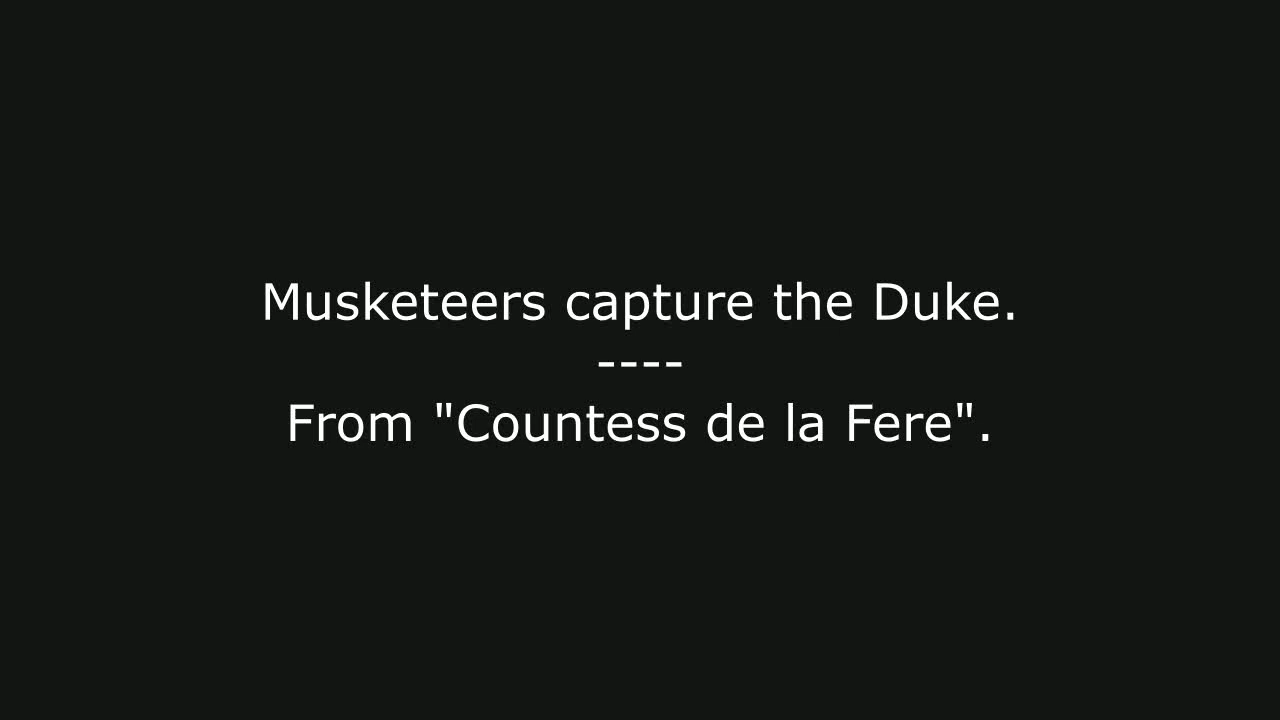 Musketeers capture the Duke.
----
From "Countess de la Fere".